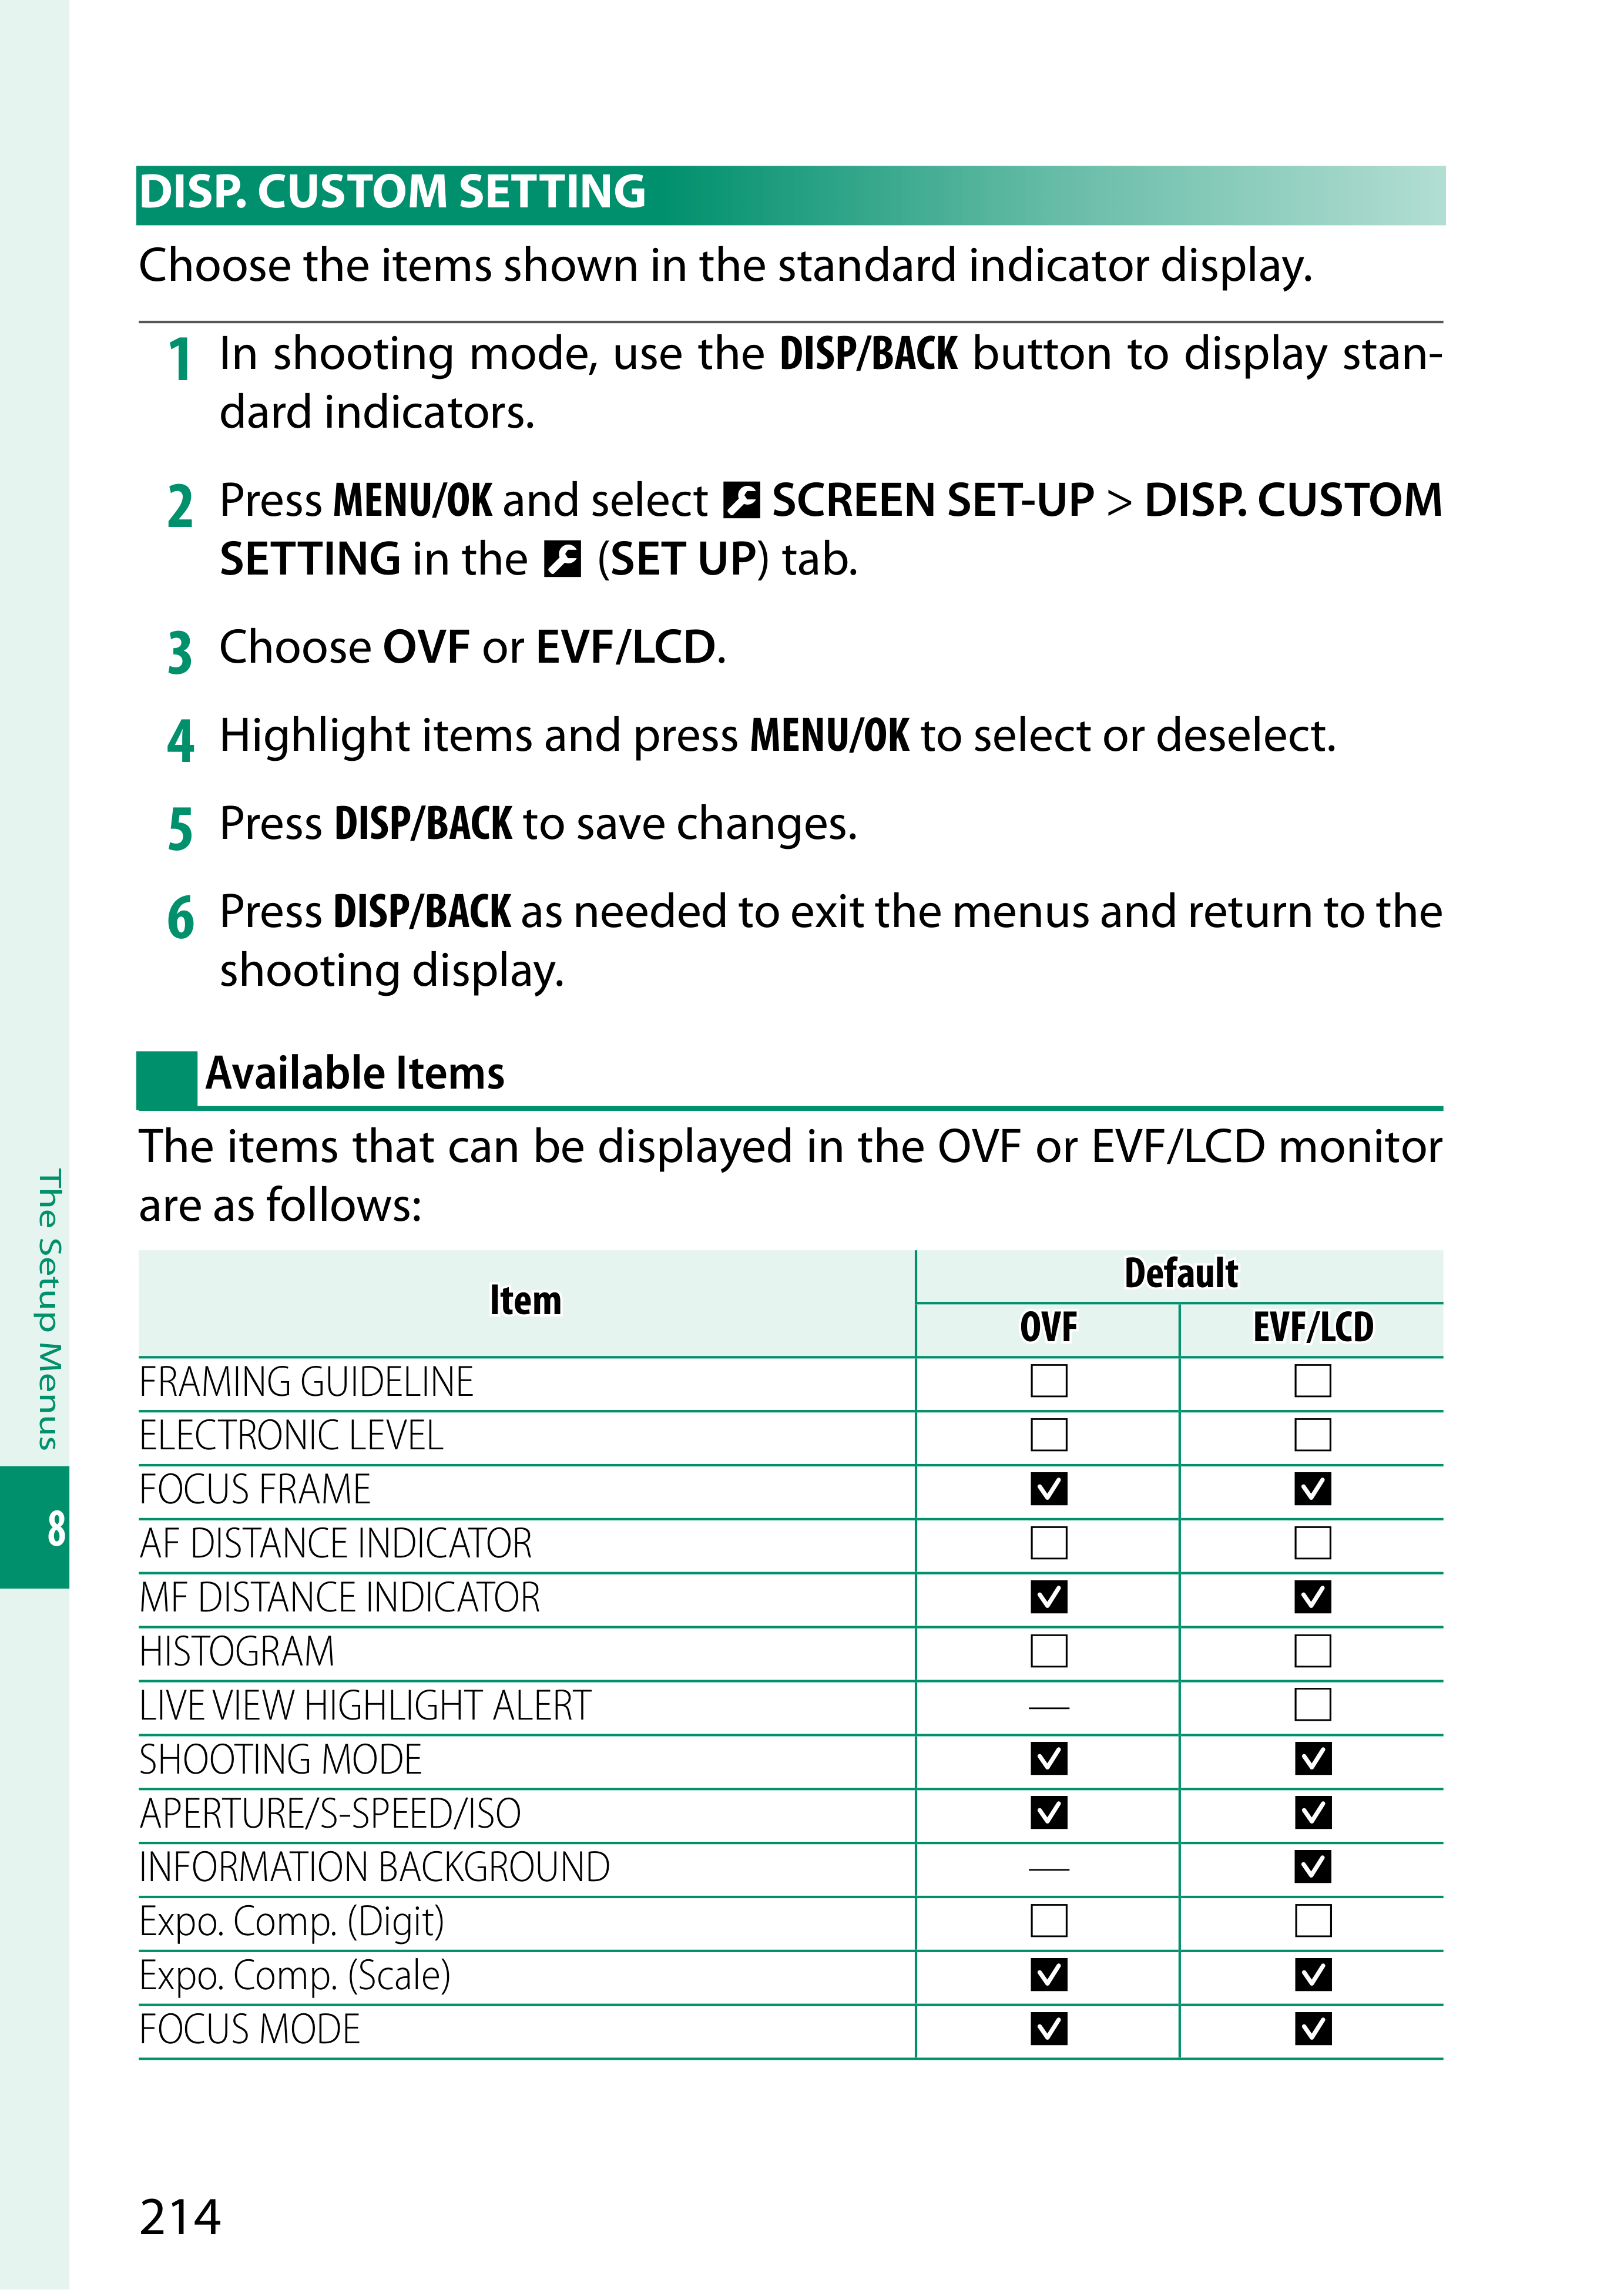 DISP. CUSTOM SETTING
Choose the items shown in the standard indicator display.
1 In shooting mode, use the DISP/BACK button to display stan-
dard indicators.
2 Press MENU/OK and select SCREEN SET-UP > DISP. CUSTOM
SETTING in the (SET UP) tab.
3 Choose OVF or EVF/LCD.
4 Highlight items and press MENU/OK to select or deselect.
5 Press DISP/BACK to save changes.
6 Press DISP/BACK as needed to exit the menus and return to the
shooting display.
Available Items
The items that can be displayed in the OVF or EVF/LCD monitor
are as follows:
Item Default
OVF EVF/LCD
FRAMING GUIDELINE ☐ ☐
ELECTRONIC LEVEL ☐ ☐
FOCUS FRAME ☑ ☑
AF DISTANCE INDICATOR ☐ ☐
MF DISTANCE INDICATOR ☑ ☑
HISTOGRAM ☐ ☐
LIVE VIEW HIGHLIGHT ALERT — ☐
SHOOTING MODE ☑ ☑
APERTURE/S-SPEED/ISO ☑ ☑
INFORMATION BACKGROUND — ☑
Expo. Comp. (Digit) ☐ ☐
Expo. Comp. (Scale) ☑ ☑
FOCUS MODE ☑ ☑
The Setup Menus
8
214